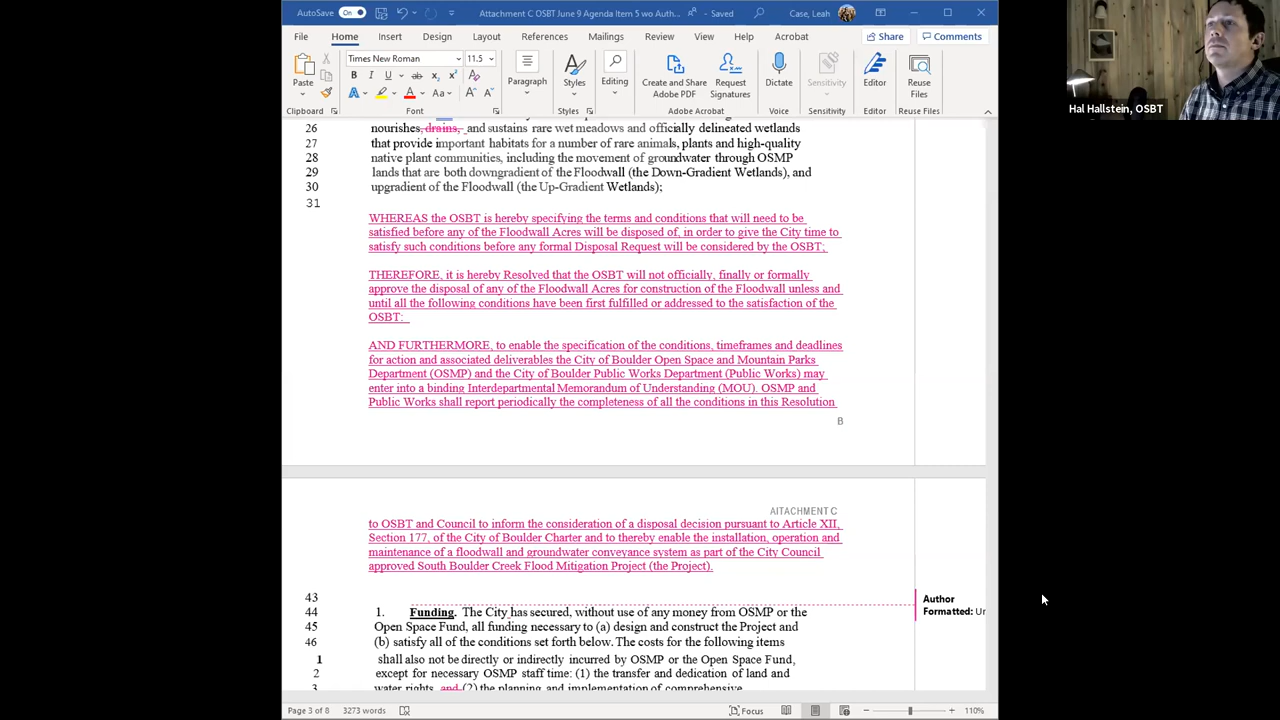 AutoSave On Attachment C OSBT June 9 Agenda Item 5 wo Auth... - Saved Case, Leah
File Home Insert Design Layout References Mailings Review View Help Acrobat Share Comments
Times New Roman 11.5
Paste Paragraph Styles Editing Create and Share Adobe PDF Request Signatures Dictate Sensitivity Editor Reuse Files
Clipboard Font Styles Adobe Acrobat Voice Sensitivity Editor Reuse Files
Hal Hallstein, OSBT
26 nourishes, drains, and sustains rare wet meadows and officially delineated wetlands
27 that provide important habitats for a number of rare animals, plants and high-quality
28 native plant communities, including the movement of groundwater through OSMP
29 lands that are both downgradient of the Floodwall (the Down-Gradient Wetlands), and
30 upgradient of the Floodwall (the Up-Gradient Wetlands);
31
WHEREAS the OSBT is hereby specifying the terms and conditions that will need to be
satisfied before any of the Floodwall Acres will be disposed of, in order to give the City time to
satisfy such conditions before any formal Disposal Request will be considered by the OSBT;
THEREFORE, it is hereby Resolved that the OSBT will not officially, finally or formally
approve the disposal of any of the Floodwall Acres for construction of the Floodwall unless and
until all the following conditions have been first fulfilled or addressed to the satisfaction of the
OSBT:
AND FURTHERMORE, to enable the specification of the conditions, timeframes and deadlines
for action and associated deliverables the City of Boulder Open Space and Mountain Parks
Department (OSMP) and the City of Boulder Public Works Department (Public Works) may
enter into a binding Interdepartmental Memorandum of Understanding (MOU). OSMP and
Public Works shall report periodically the completeness of all the conditions in this Resolution
B
AITACHMENT C
to OSBT and Council to inform the consideration of a disposal decision pursuant to Article XII,
Section 177, of the City of Boulder Charter and to thereby enable the installation, operation and
maintenance of a floodwall and groundwater conveyance system as part of the City Council
approved South Boulder Creek Flood Mitigation Project (the Project).
43
44 1. Funding. The City has secured, without use of any money from OSMP or the
45 Open Space Fund, all funding necessary to (a) design and construct the Project and
46 (b) satisfy all of the conditions set forth below. The costs for the following items
1 shall also not be directly or indirectly incurred by OSMP or the Open Space Fund,
2 except for necessary OSMP staff time: (1) the transfer and dedication of land and
3 water rights, and (2) the planning and implementation of comprehensive
Author
Formatted: Un
Page 3 of 8 3273 words Focus 110%